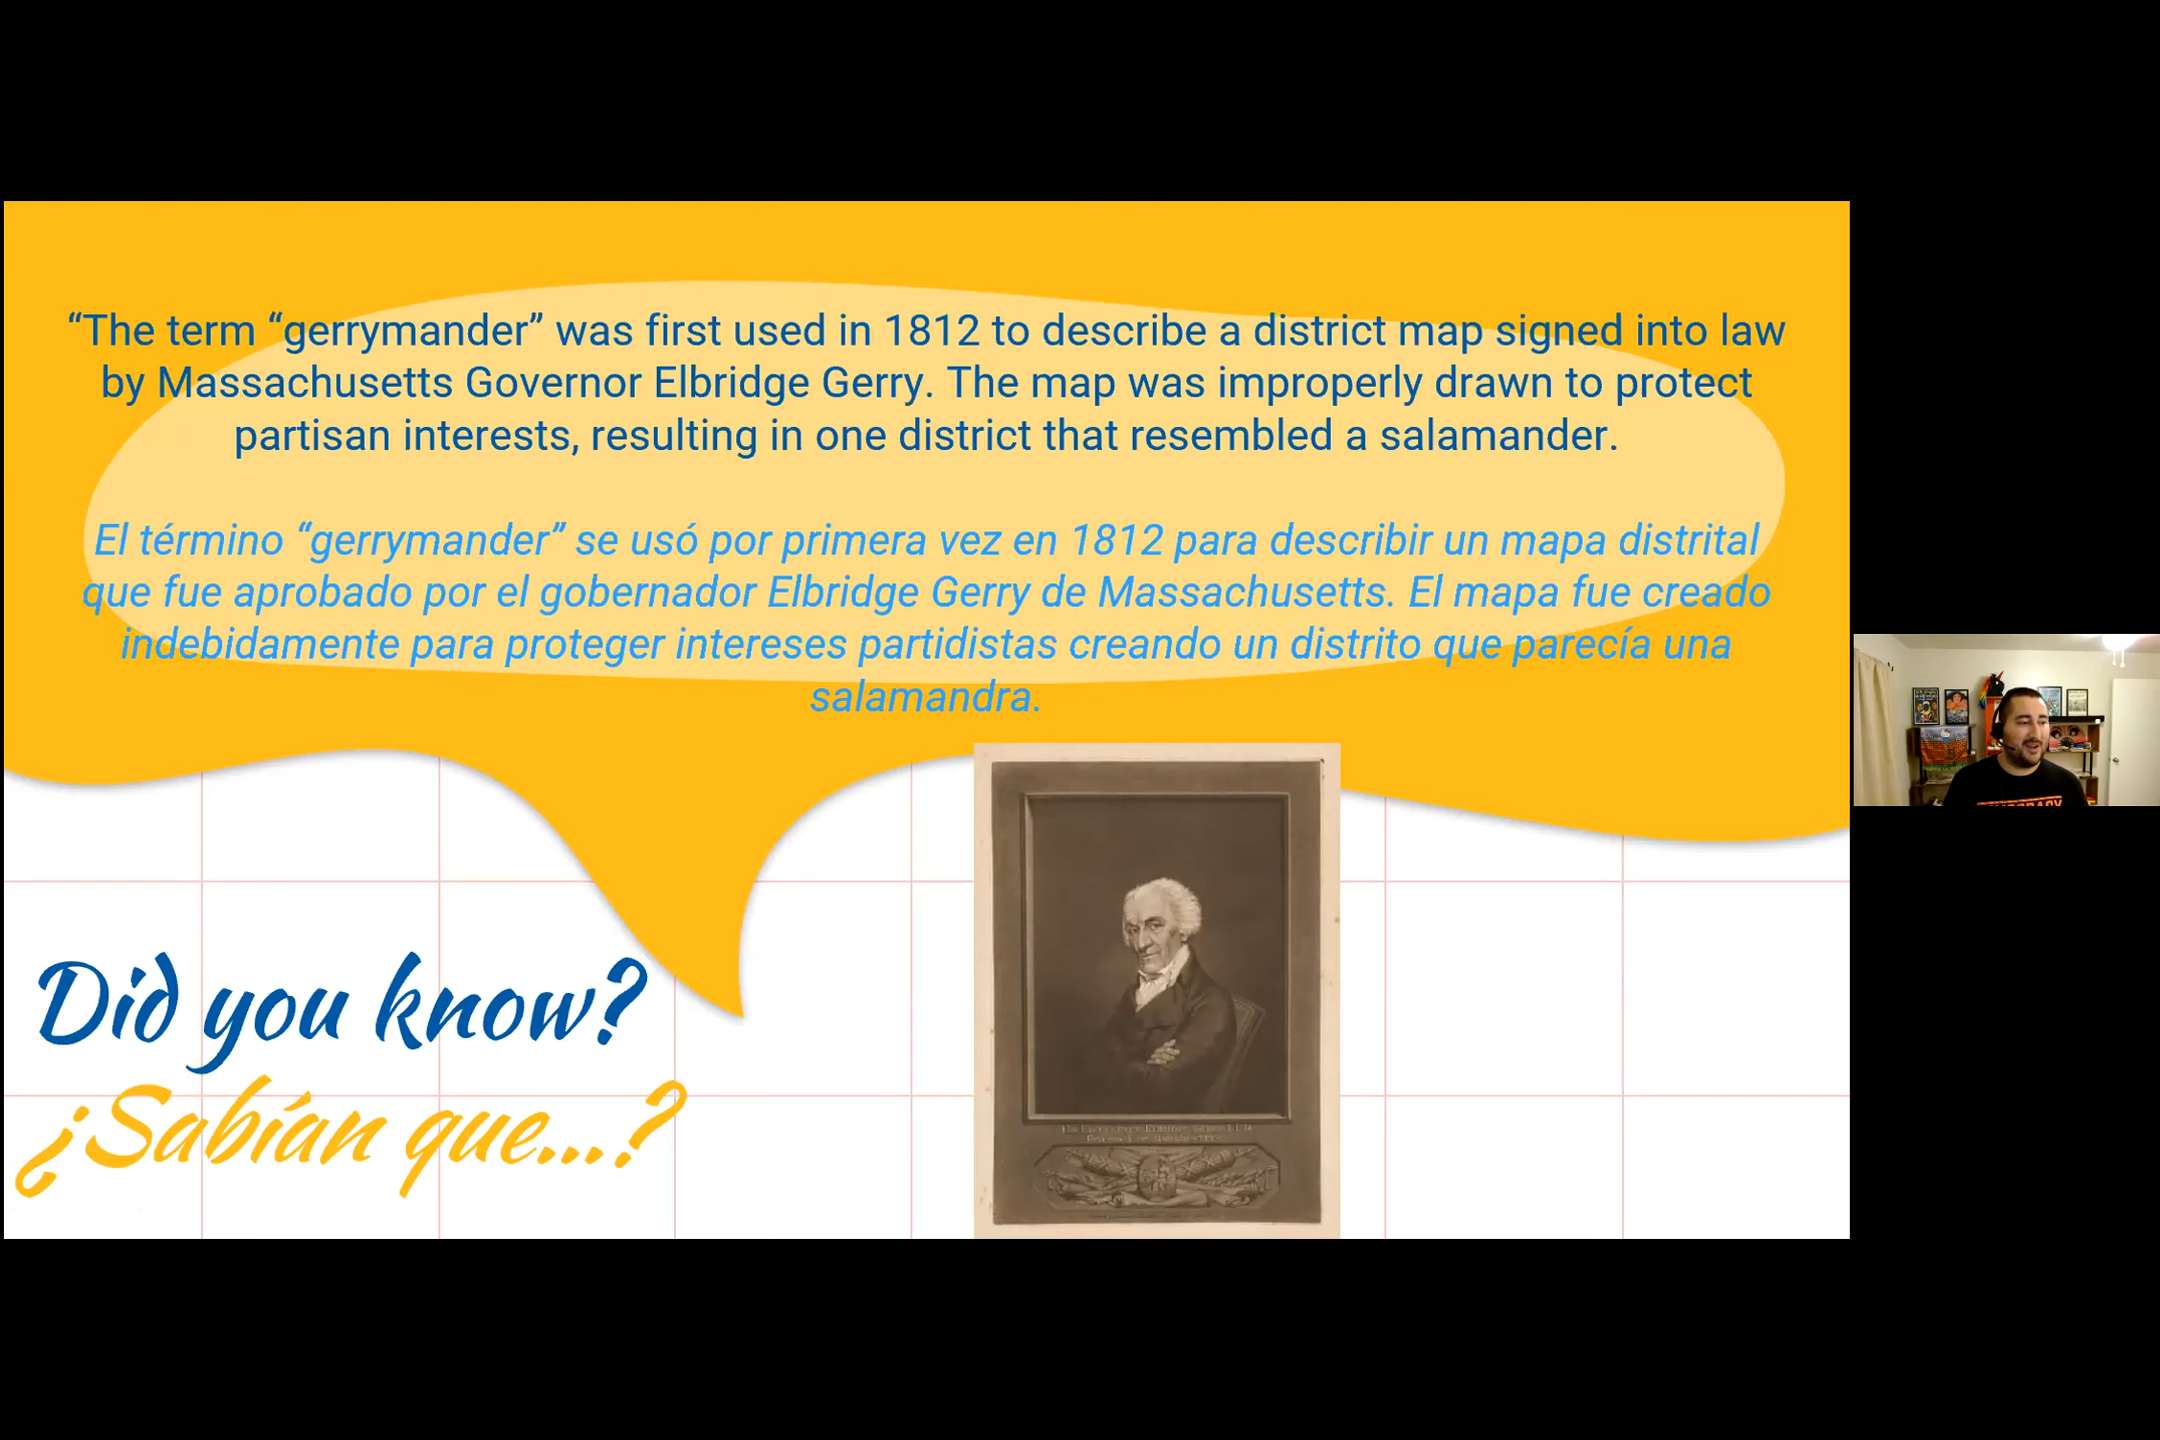 “The term “gerrymander” was first used in 1812 to describe a district map signed into law
by Massachusetts Governor Elbridge Gerry. The map was improperly drawn to protect
partisan interests, resulting in one district that resembled a salamander.
El término “gerrymander” se usó por primera vez en 1812 para describir un mapa distrital
que fue aprobado por el gobernador Elbridge Gerry de Massachusetts. El mapa fue creado
indebidamente para proteger intereses partidistas creando un distrito que parecía una
salamandra.
Did you know?
¿Sabían que...?